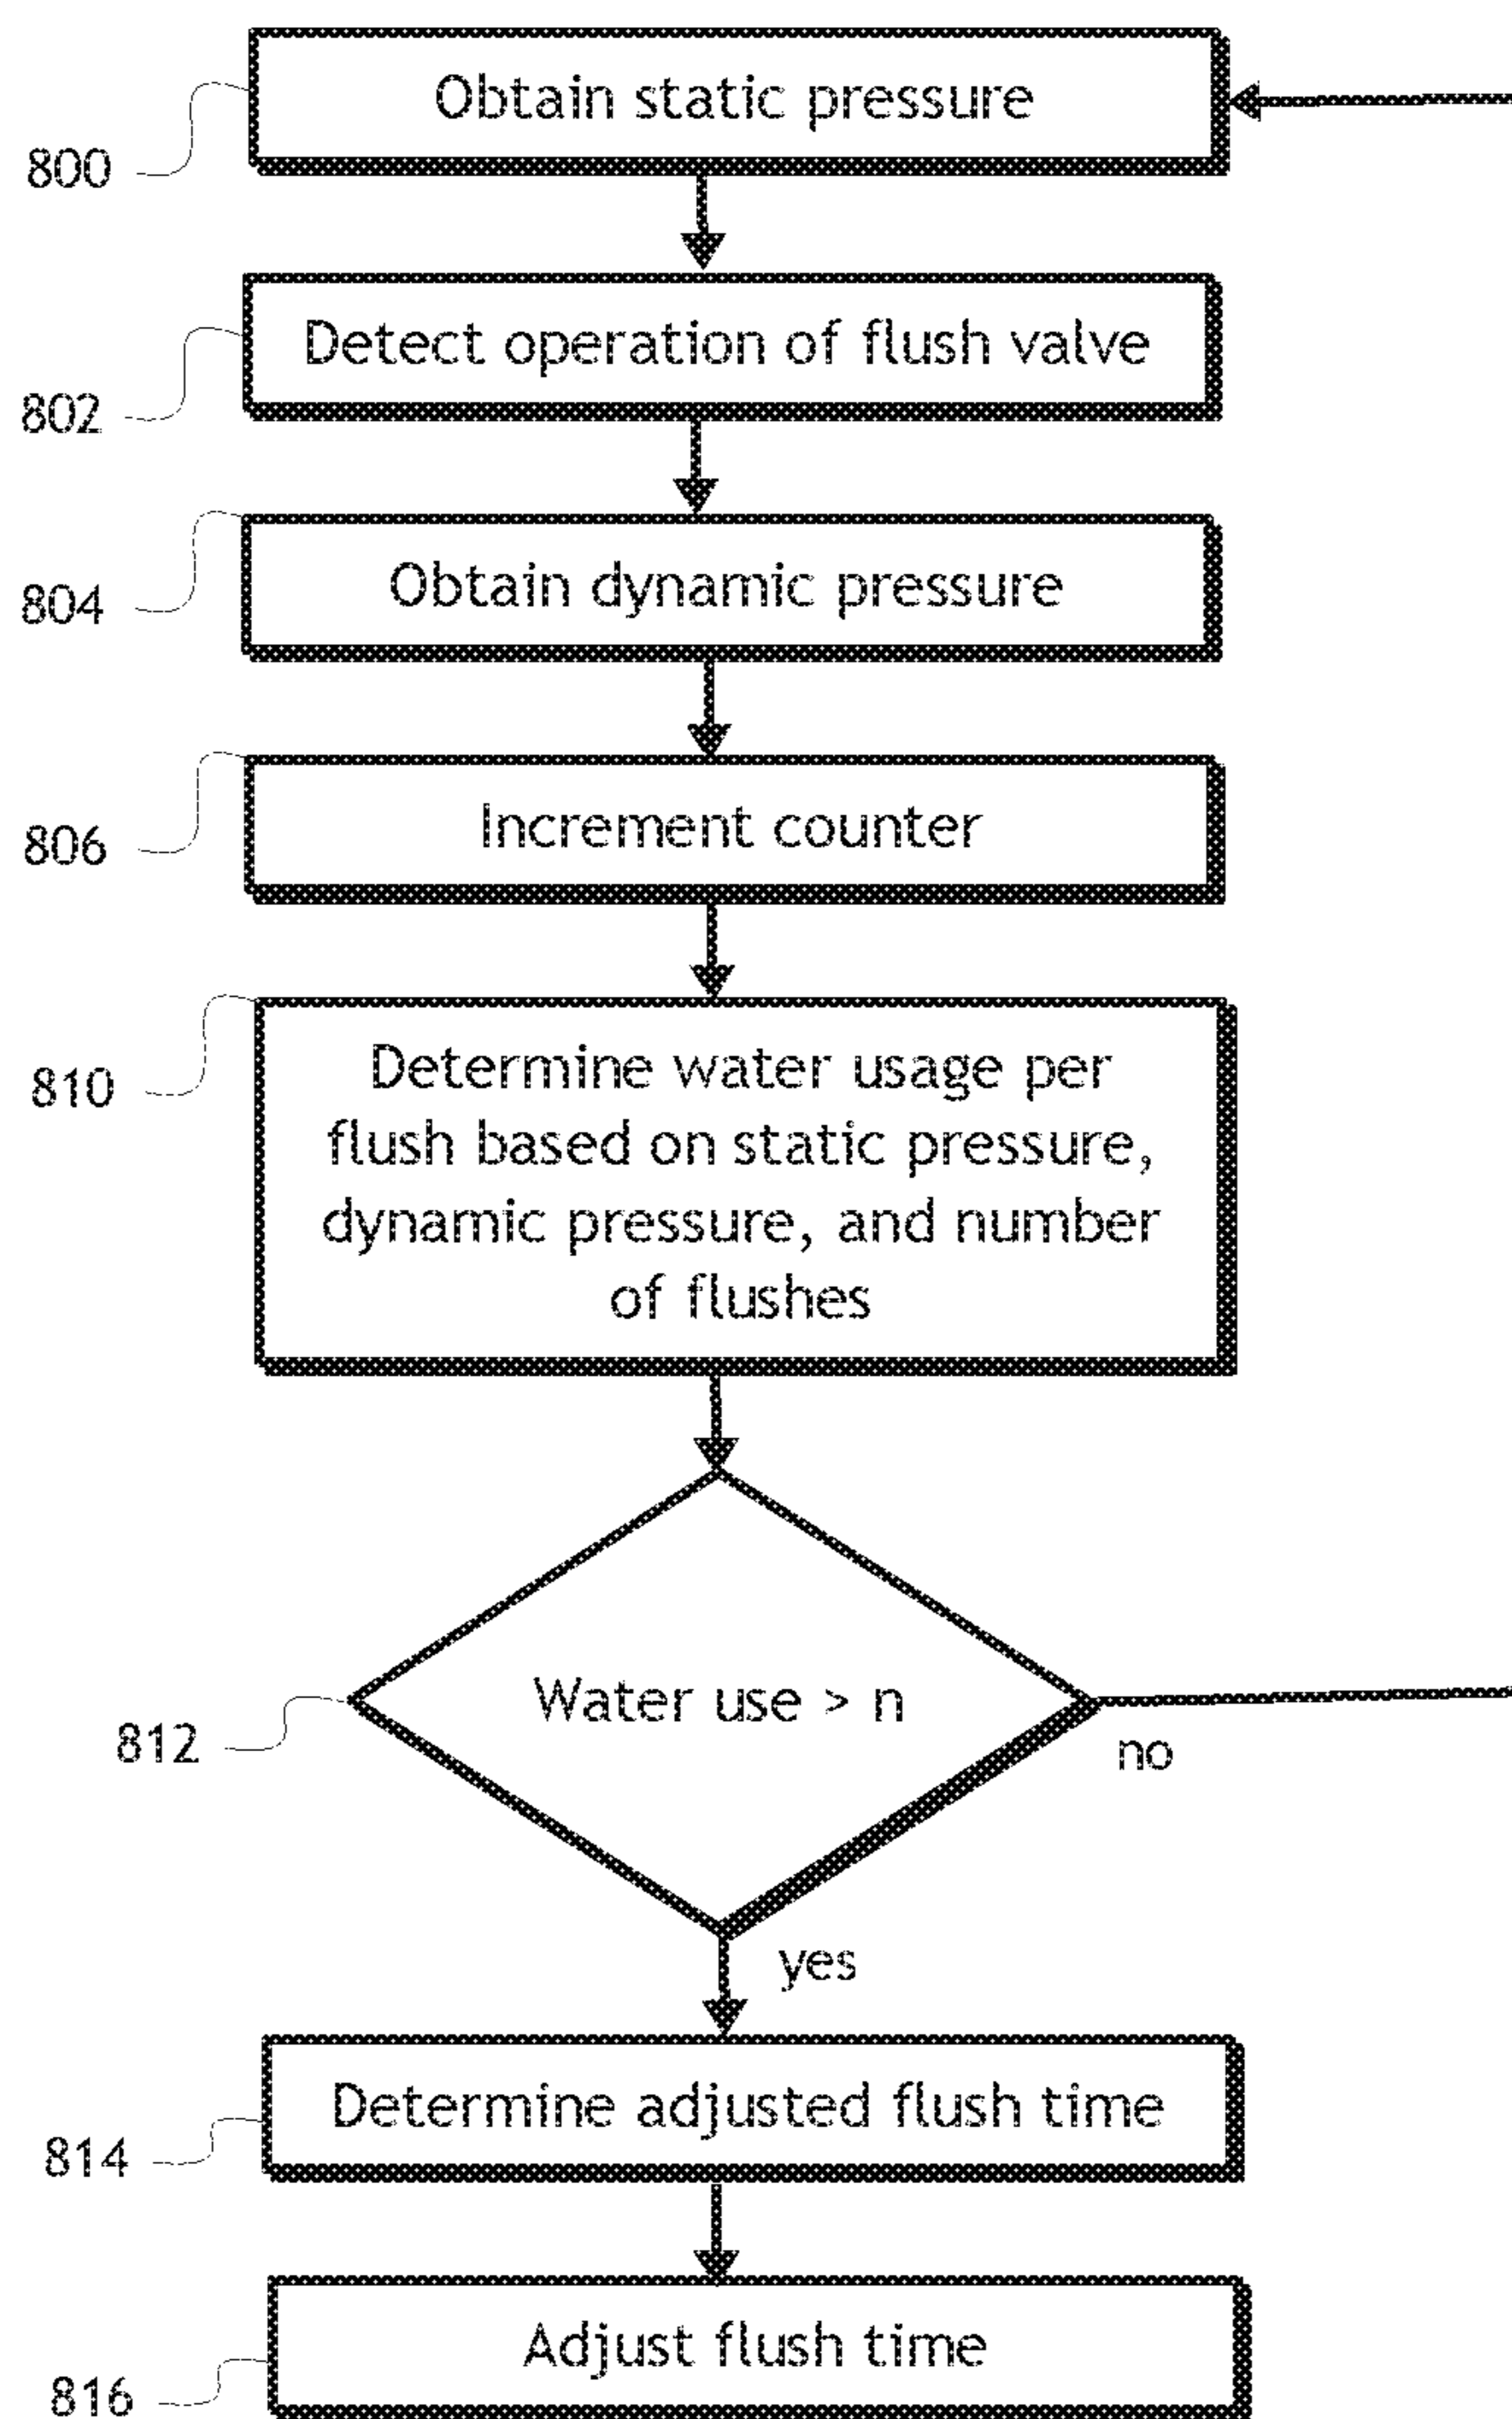 Obtain static pressure
800
Detect operation of flush valve
802
Obtain dynamic pressure
804
Increment counter
806
Determine water usage per
flush based on static pressure,
dynamic pressure, and number
of flushes
810
Water use > n
812
no
yes
Determine adjusted flush time
814
Adjust flush time
816